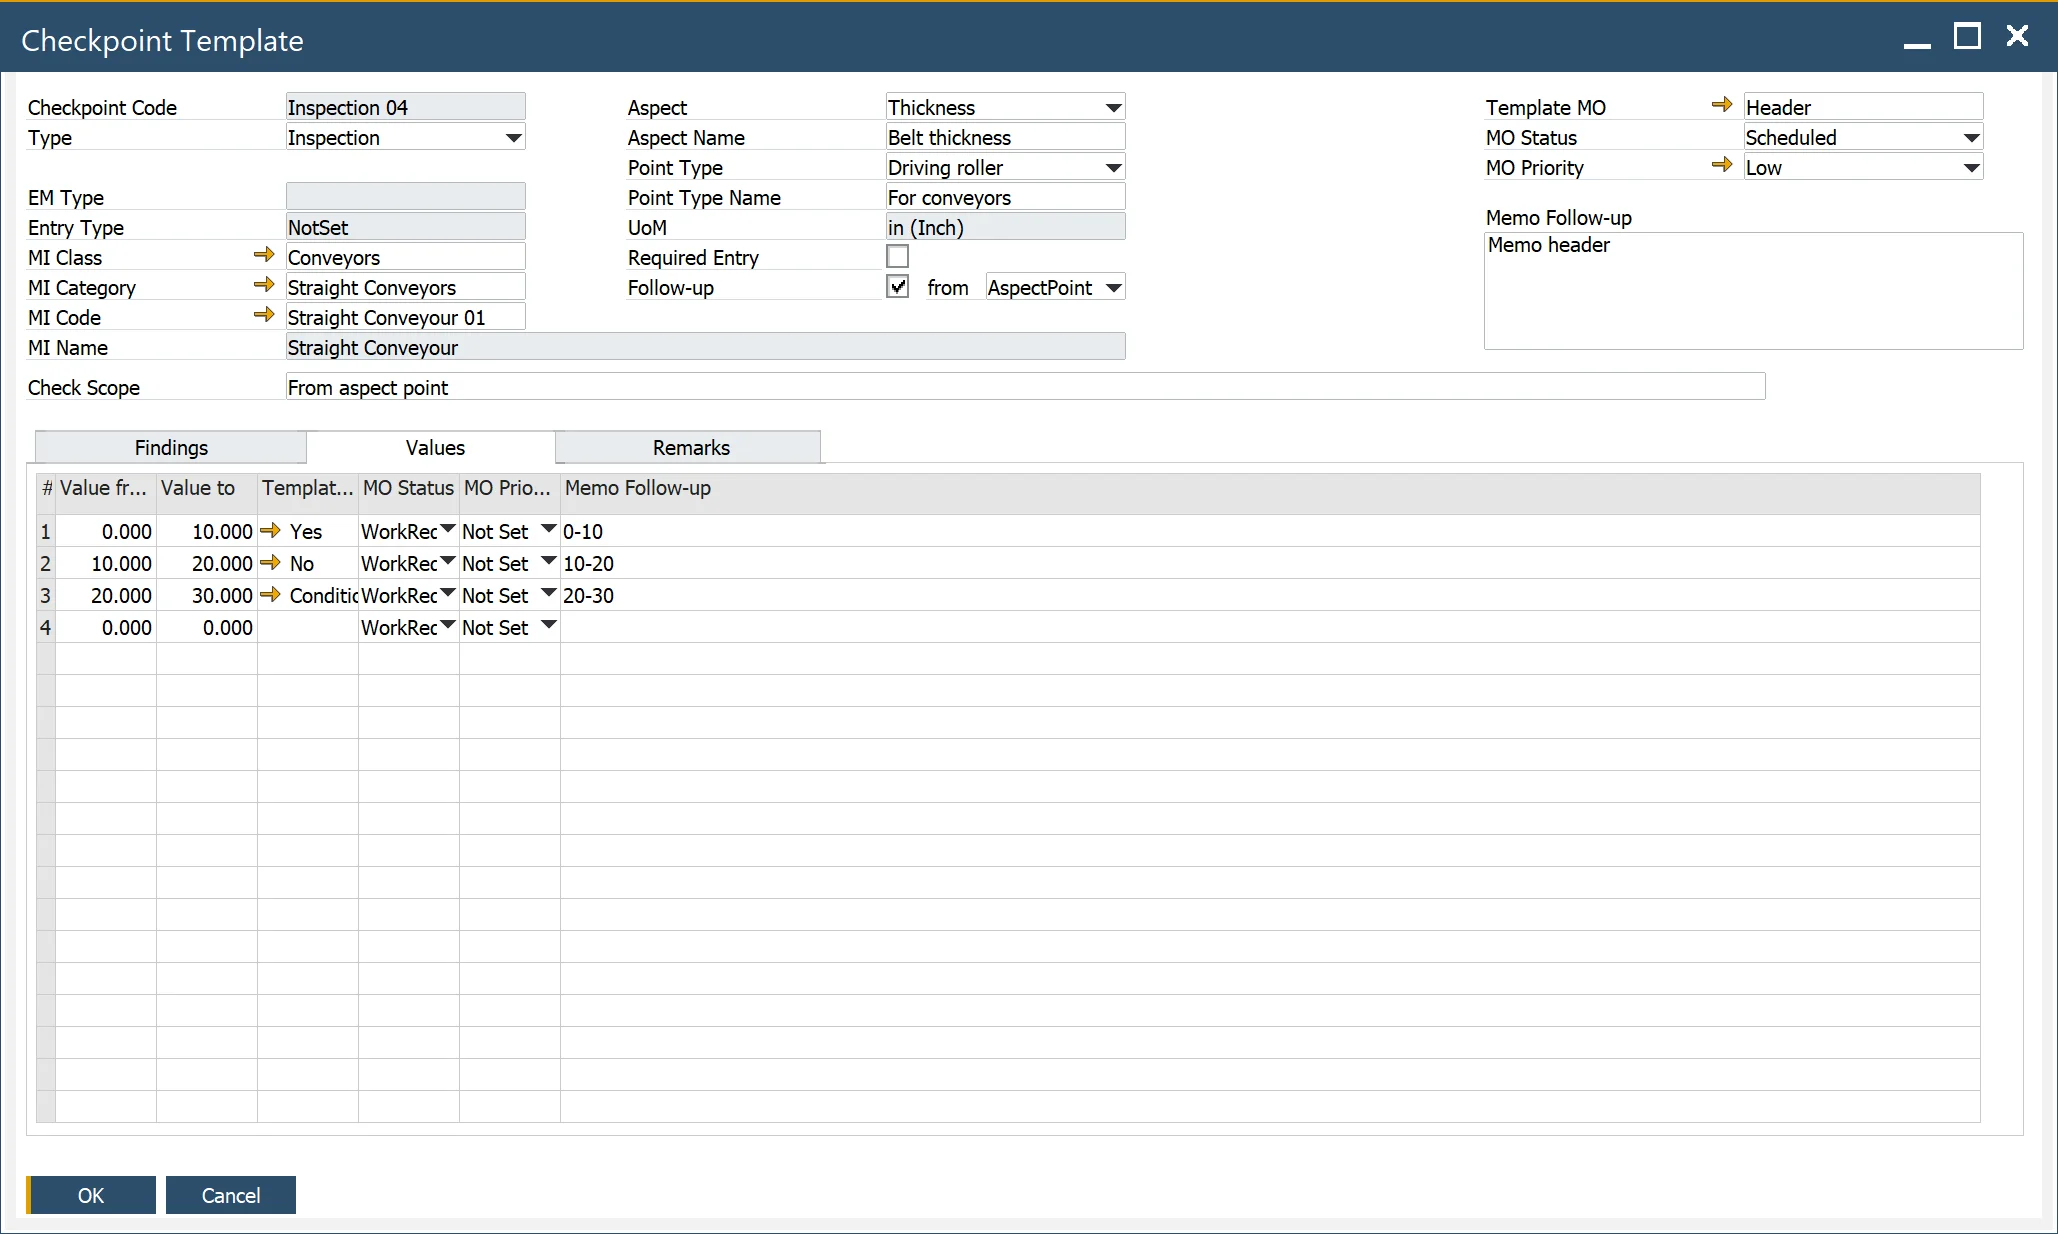 Checkpoint Template
Checkpoint Code Inspection 04 Aspect Thickness Template MO Header
Type Inspection Aspect Name Belt thickness MO Status Scheduled
Point Type Driving roller MO Priority Low
EM Type Point Type Name For conveyors
Entry Type NotSet UoM in (Inch) Memo Follow-up
MI Class Conveyors Required Entry Memo header
MI Category Straight Conveyors Follow-up from AspectPoint
MI Code Straight Conveyour 01
MI Name Straight Conveyour
Check Scope From aspect point
Findings Values Remarks
# Value fr... Value to Templat... MO Status MO Prio... Memo Follow-up
1 0.000 10.000 Yes WorkRec Not Set 0-10
2 10.000 20.000 No WorkRec Not Set 10-20
3 20.000 30.000 Conditic WorkRec Not Set 20-30
4 0.000 0.000 WorkRec Not Set
OK Cancel